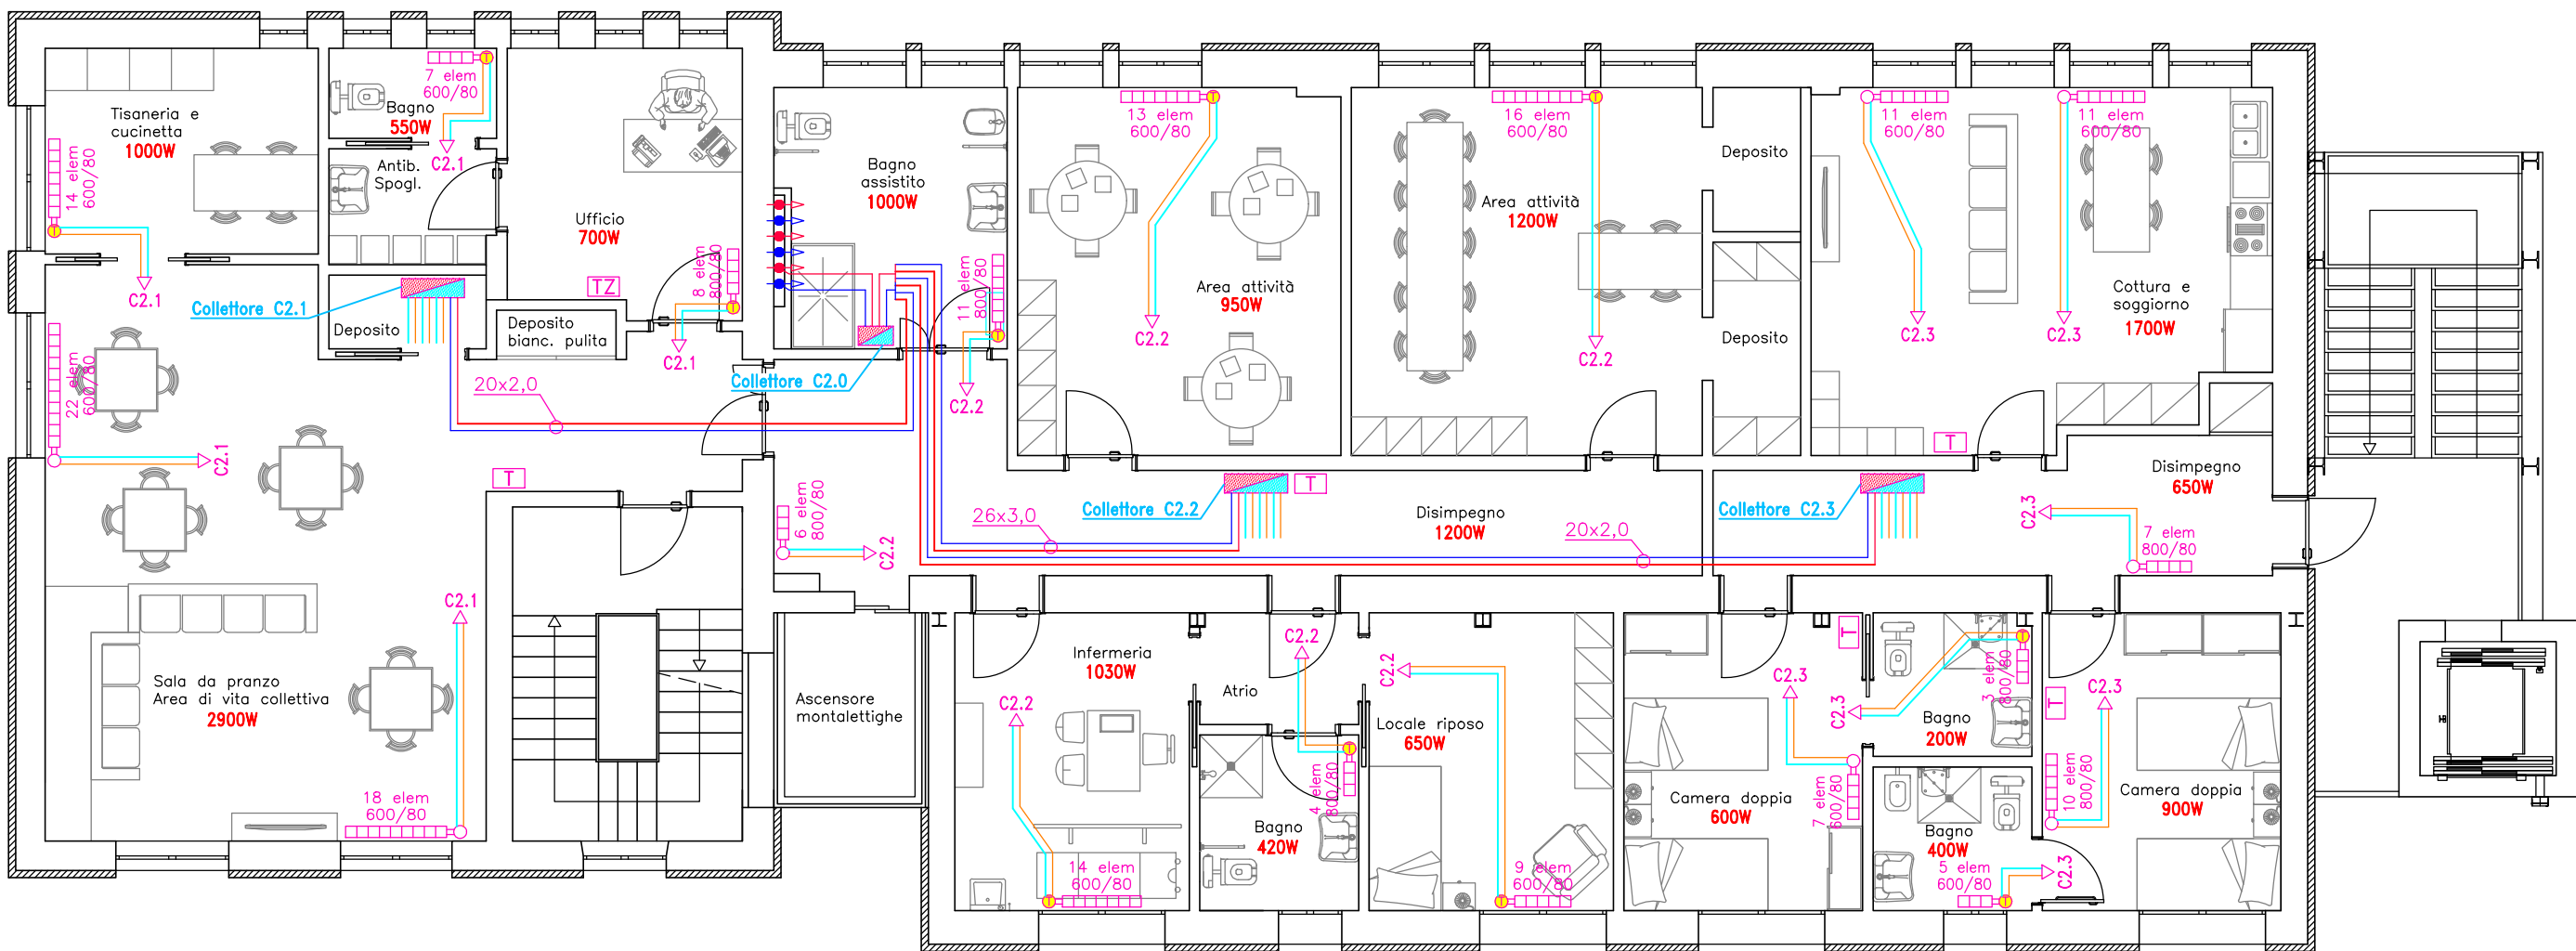 Tisaneria e
cucinetta
1000W
14 elem
600/80
C2.1
7 elem
600/80
Bagno
550W
C2.1
Antib.
Spogl.
Ufficio
700W
TZ
8 elem
800/80
C2.1
Collettore C2.1
Deposito
Deposito
bianc. pulita
22 elem
600/80
C2.1
20x2,0
T
Sala da pranzo
Area di vita collettiva
2900W
18 elem
600/80
C2.1
Bagno
assistito
1000W
11 elem
800/80
C2.2
Collettore C2.0
13 elem
600/80
Area attività
950W
C2.2
16 elem
600/80
Area attività
1200W
C2.2
Deposito
Deposito
11 elem
600/80
C2.3
11 elem
600/80
C2.3
Cottura e
soggiorno
1700W
T
6 elem
800/80
C2.2
26x3,0
Collettore C2.2
T
Disimpegno
1200W
20x2,0
Collettore C2.3
Disimpegno
650W
C2.3
7 elem
800/80
Ascensore
montalettighe
Infermeria
1030W
C2.2
14 elem
600/80
Atrio
C2.2
4 elem
800/80
Bagno
420W
C2.2
Locale riposo
650W
9 elem
600/80
T
C2.3
Camera doppia
600W
7 elem
600/80
C2.3
3 elem
800/80
Bagno
200W
Bagno
400W
5 elem
600/80
C2.3
T
C2.3
10 elem
800/80
Camera doppia
900W